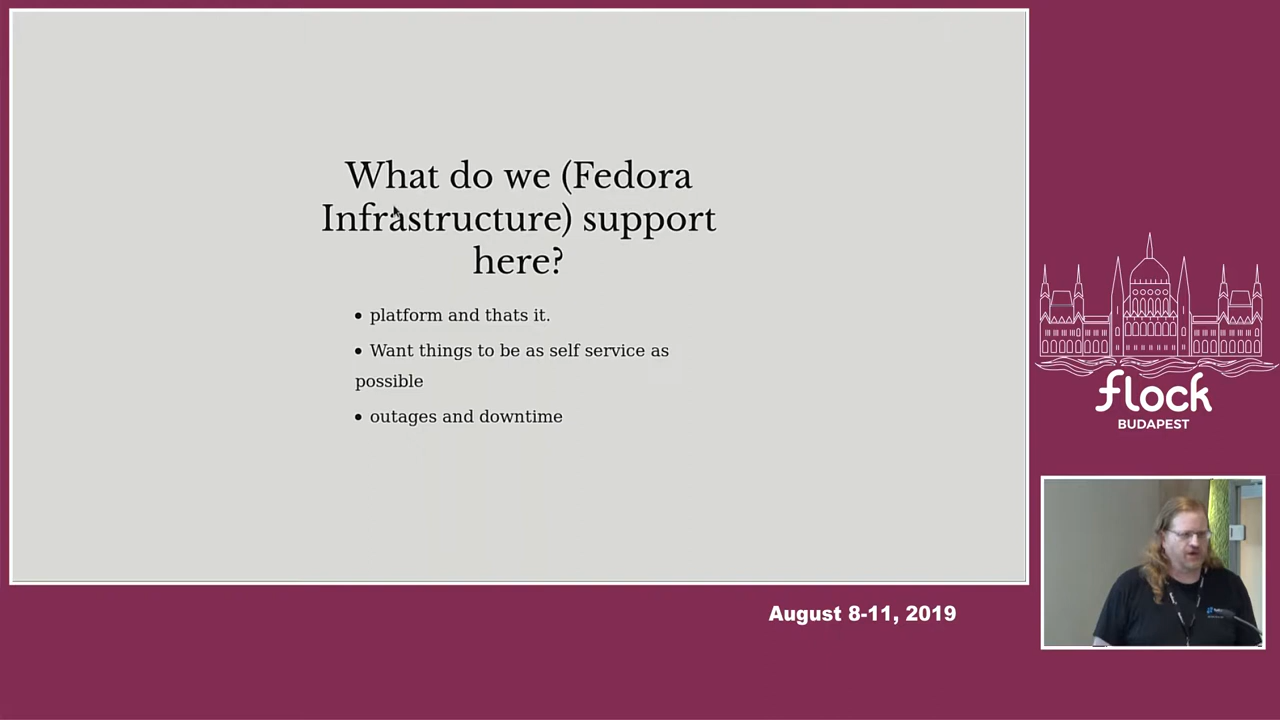 What do we (Fedora
Infrastructure) support
here?
• platform and thats it.
• Want things to be as self service as
possible
• outages and downtime
flock
BUDAPEST
August 8-11, 2019